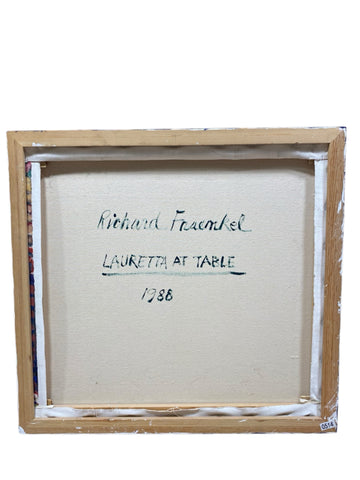 Richard Fraenkel
LAURETTA AT TABLE
1988
0514